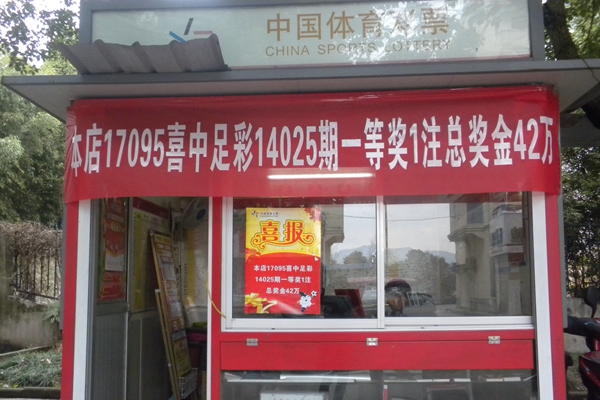 中国体育彩票
CHINA SPORTS LOTTERY
本店17095喜中足彩14025期一等奖1注总奖金42万
喜报
本店17095喜中足彩
14025期一等奖1注
总奖金42万